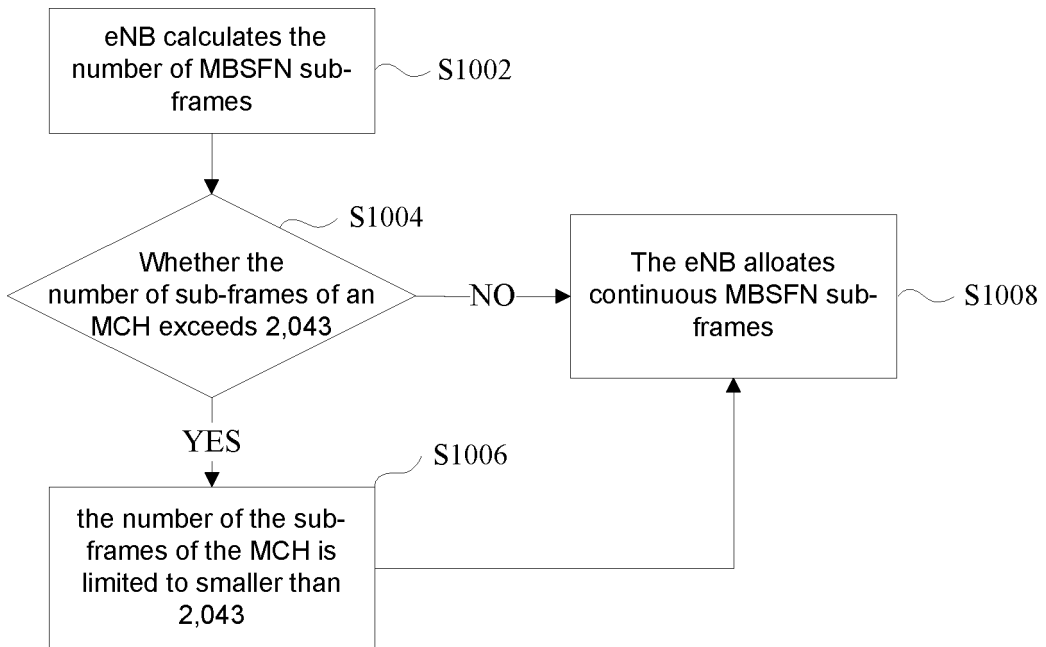 eNB calculates the
number of MBSFN sub-
frames
S1002
S1004
Whether the
number of sub-frames of an
MCH exceeds 2,043
NO
The eNB alloates
continuous MBSFN sub-
frames
S1008
YES
S1006
the number of the sub-
frames of the MCH is
limited to smaller than
2,043